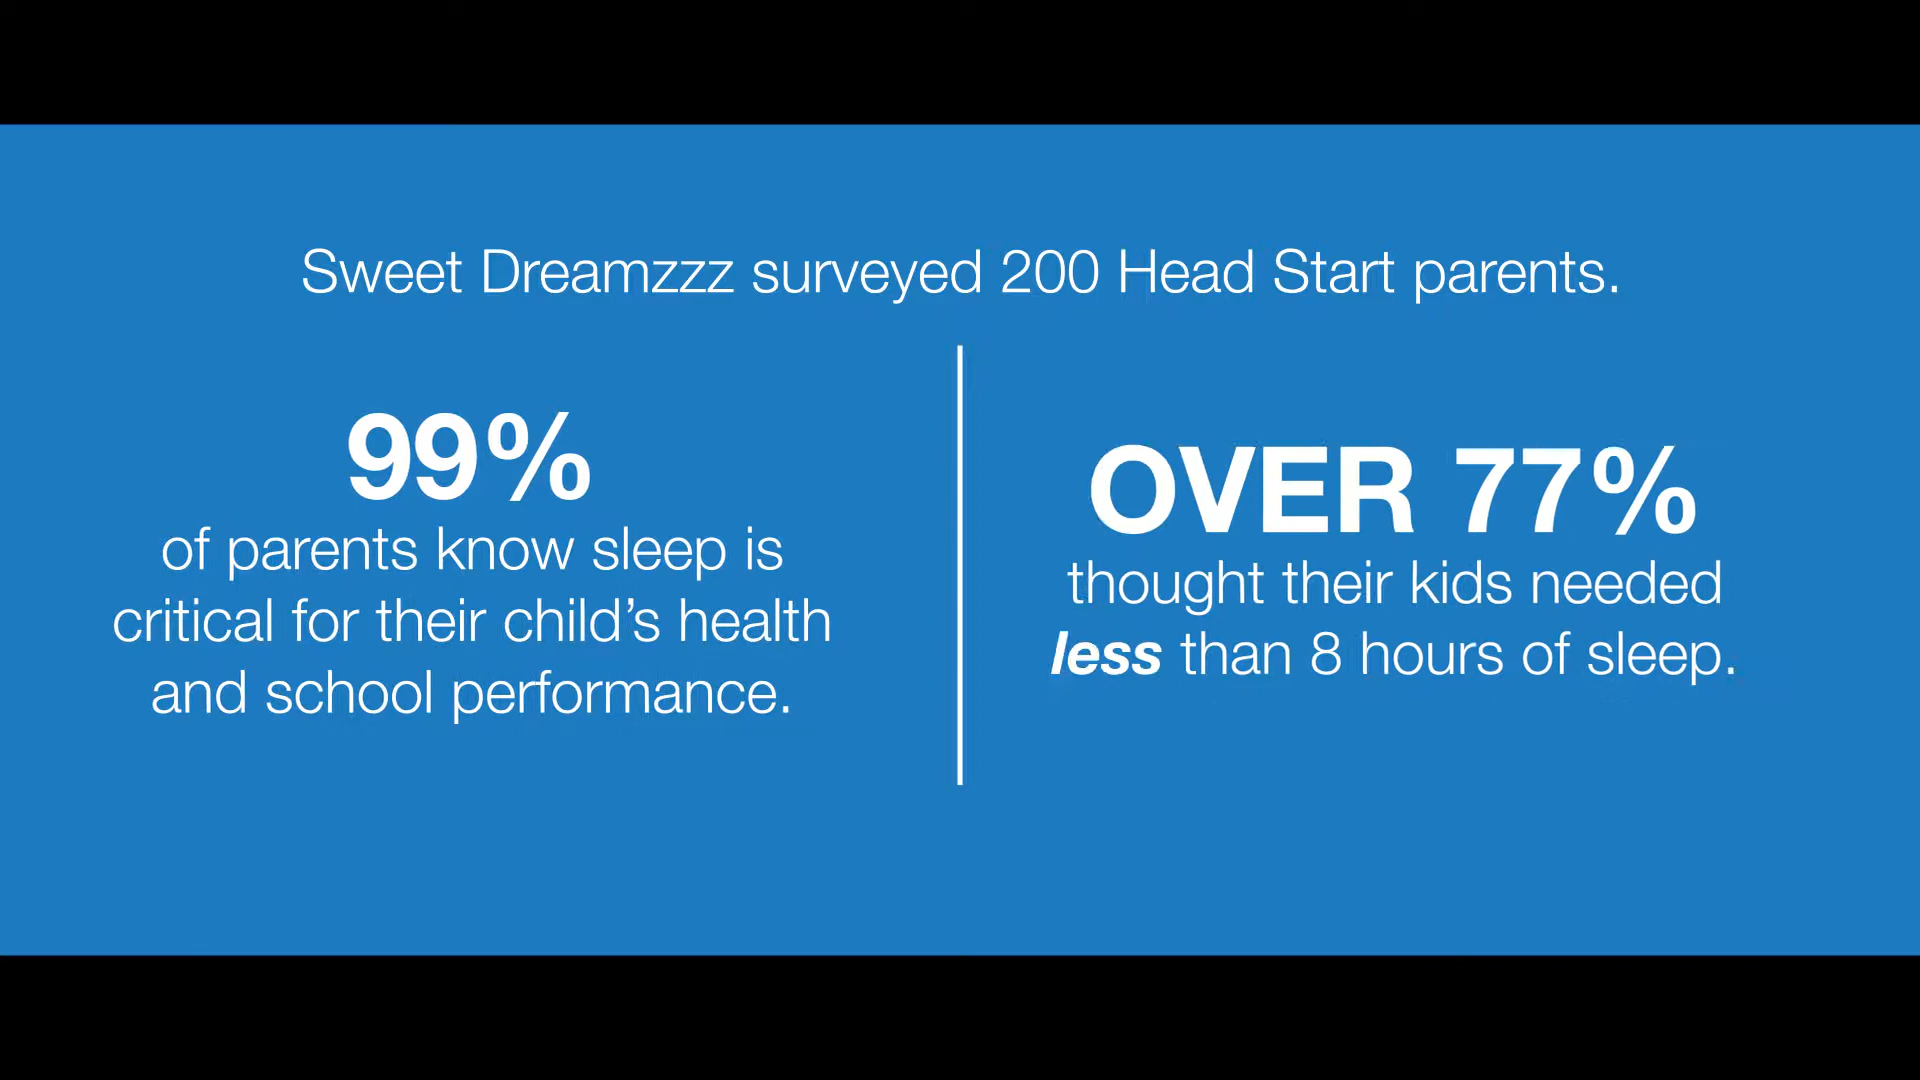 Sweet Dreamzzz surveyed 200 Head Start parents.
99%
of parents know sleep is
critical for their child’s health
and school performance.
OVER 77%
thought their kids needed
less than 8 hours of sleep.